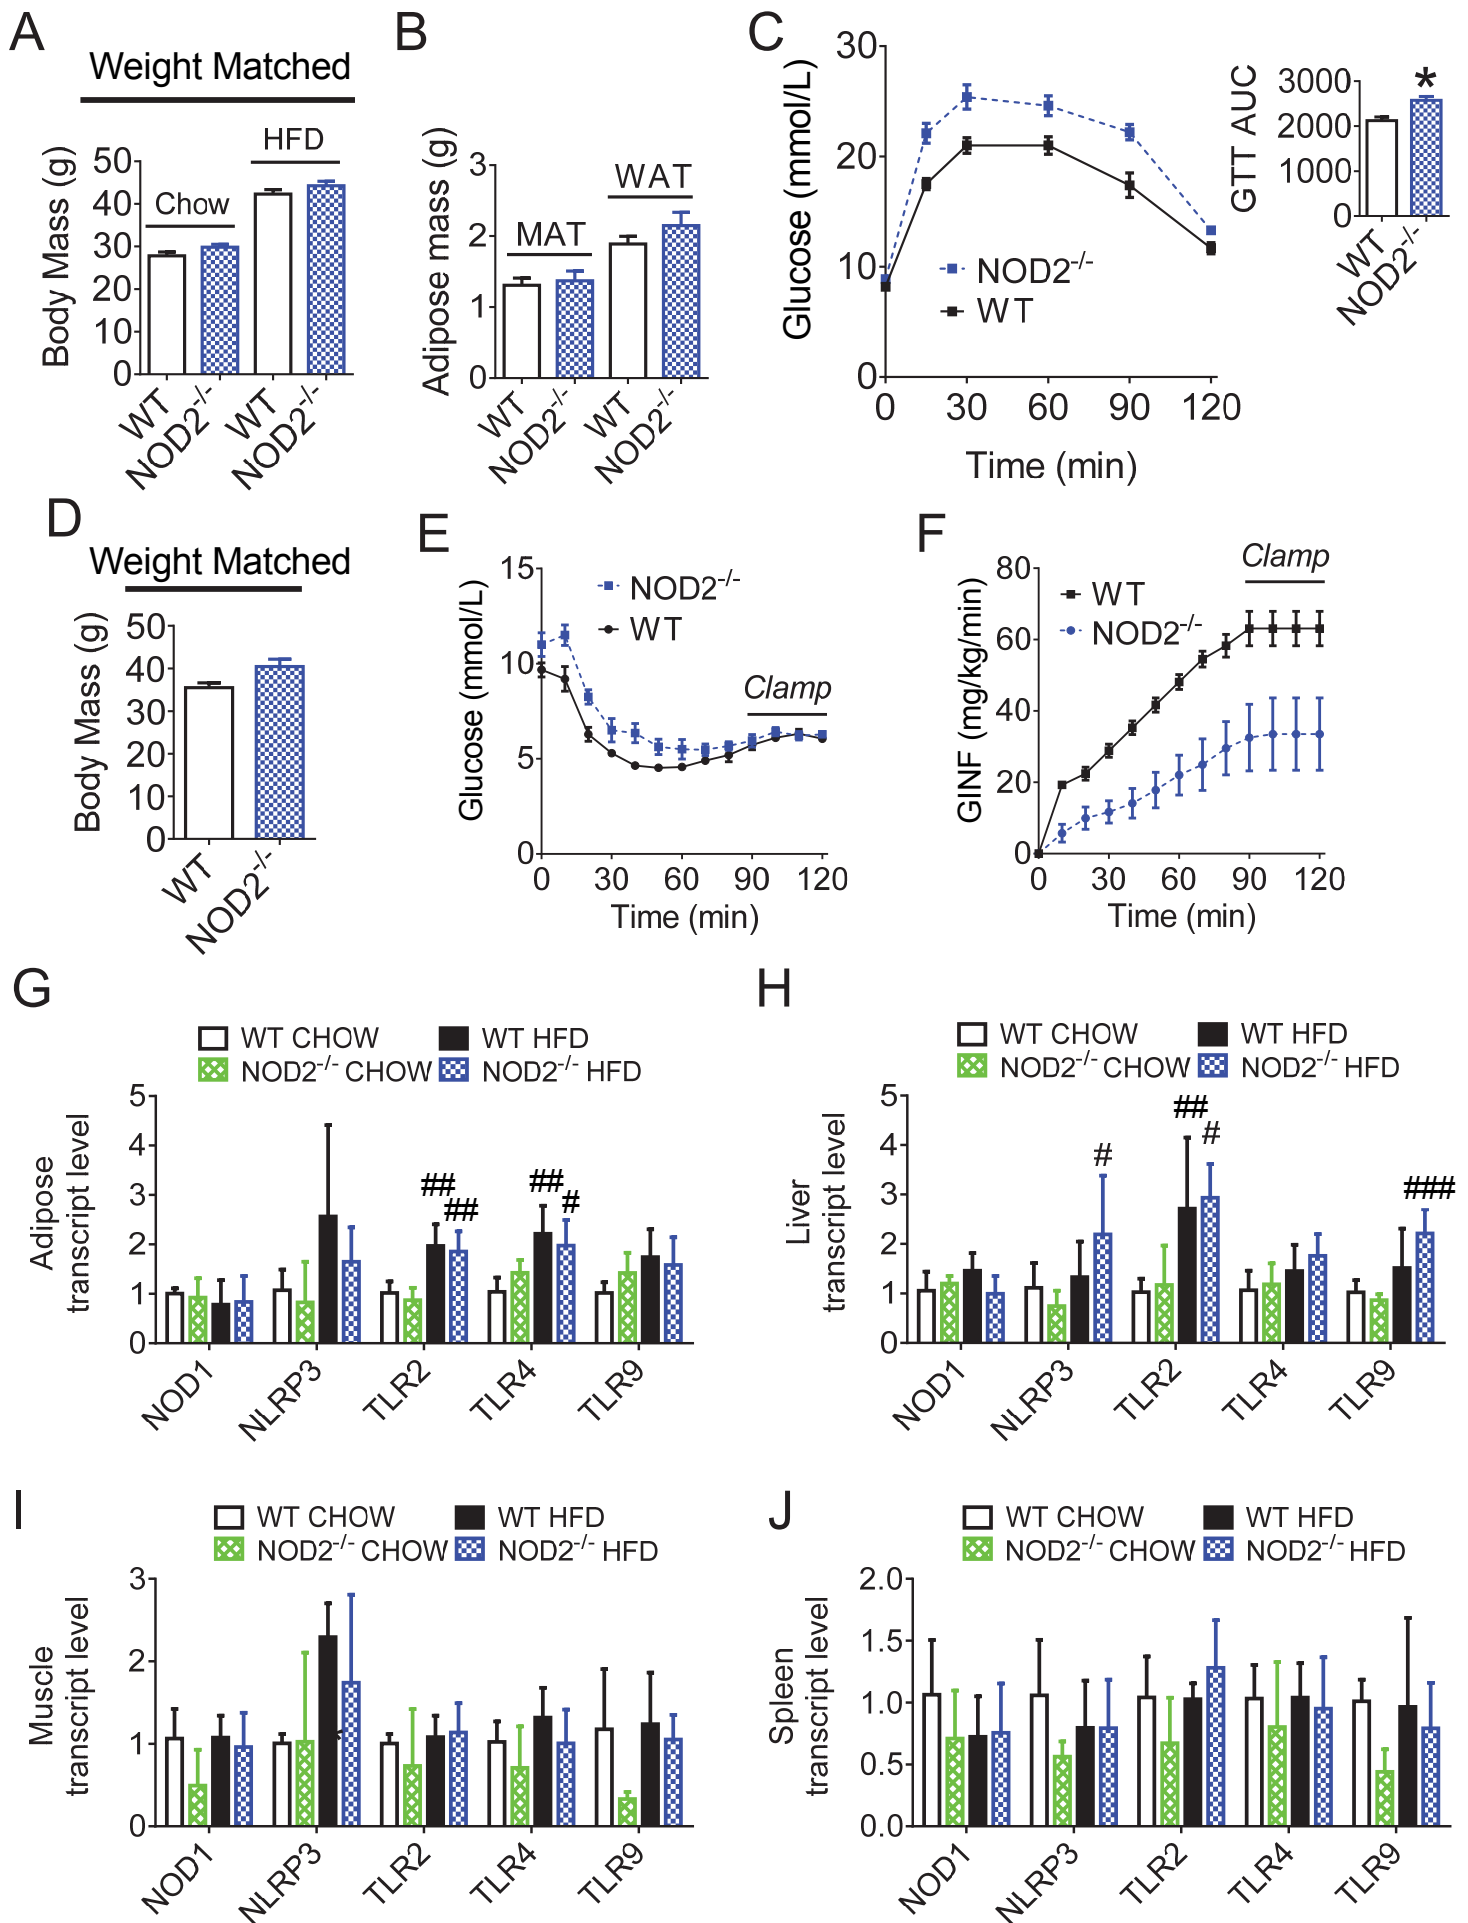 A
Weight Matched
Body Mass (g)
50
40
30
20
10
0
Chow
HFD
WT
NOD2-/-
WT
NOD2-/-
B
Adipose mass (g)
3
2
1
0
MAT
WAT
WT
NOD2-/-
WT
NOD2-/-
C
Glucose (mmol/L)
30
20
10
0
NOD2-/-
WT
0 30 60 90 120
Time (min)
GTT AUC
3000
2000
1000
0
*
WT
NOD2-/-
D
Weight Matched
Body Mass (g)
50
40
30
20
10
0
WT
NOD2-/-
E
Glucose (mmol/L)
15
10
5
0
NOD2-/-
WT
Clamp
0 30 60 90 120
Time (min)
F
GINF (mg/kg/min)
80
60
40
20
0
Clamp
WT
NOD2-/-
0 30 60 90 120
Time (min)
G
WT CHOW WT HFD
NOD2-/- CHOW NOD2-/- HFD
Adipose
transcript level
5
4
3
2
1
0
##
##
##
#
NOD1 NLRP3 TLR2 TLR4 TLR9
H
WT CHOW WT HFD
NOD2-/- CHOW NOD2-/- HFD
Liver
transcript level
5
4
3
2
1
0
#
##
#
###
NOD1 NLRP3 TLR2 TLR4 TLR9
I
WT CHOW WT HFD
NOD2-/- CHOW NOD2-/- HFD
Muscle
transcript level
3
2
1
0
*
NOD1 NLRP3 TLR2 TLR4 TLR9
J
WT CHOW WT HFD
NOD2-/- CHOW NOD2-/- HFD
Spleen
transcript level
2.0
1.5
1.0
0.5
0.0
NOD1 NLRP3 TLR2 TLR4 TLR9